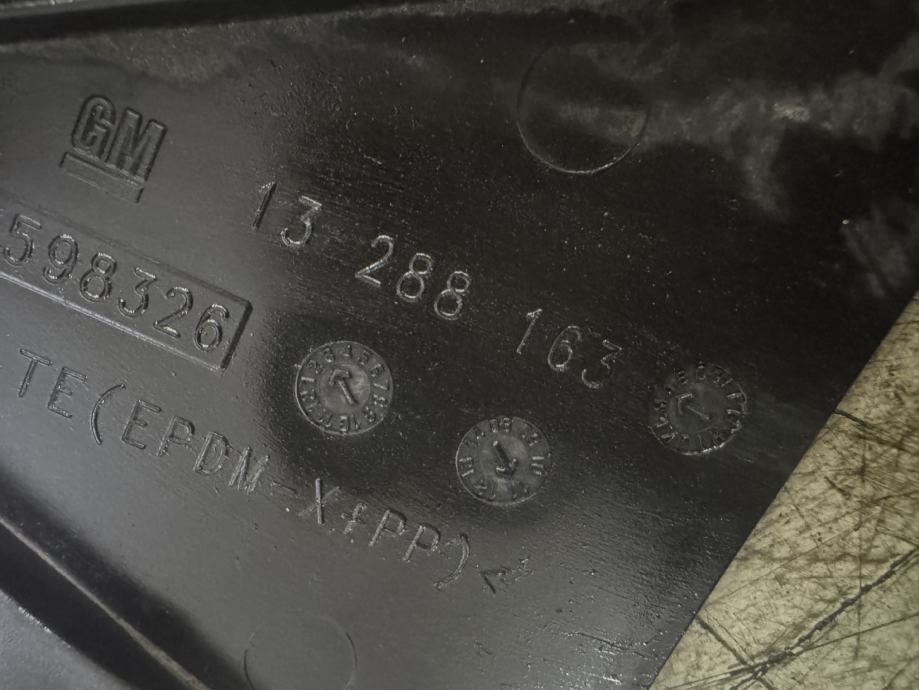 GM
13 288 163
598326
TE(EPDM-X+PP)<